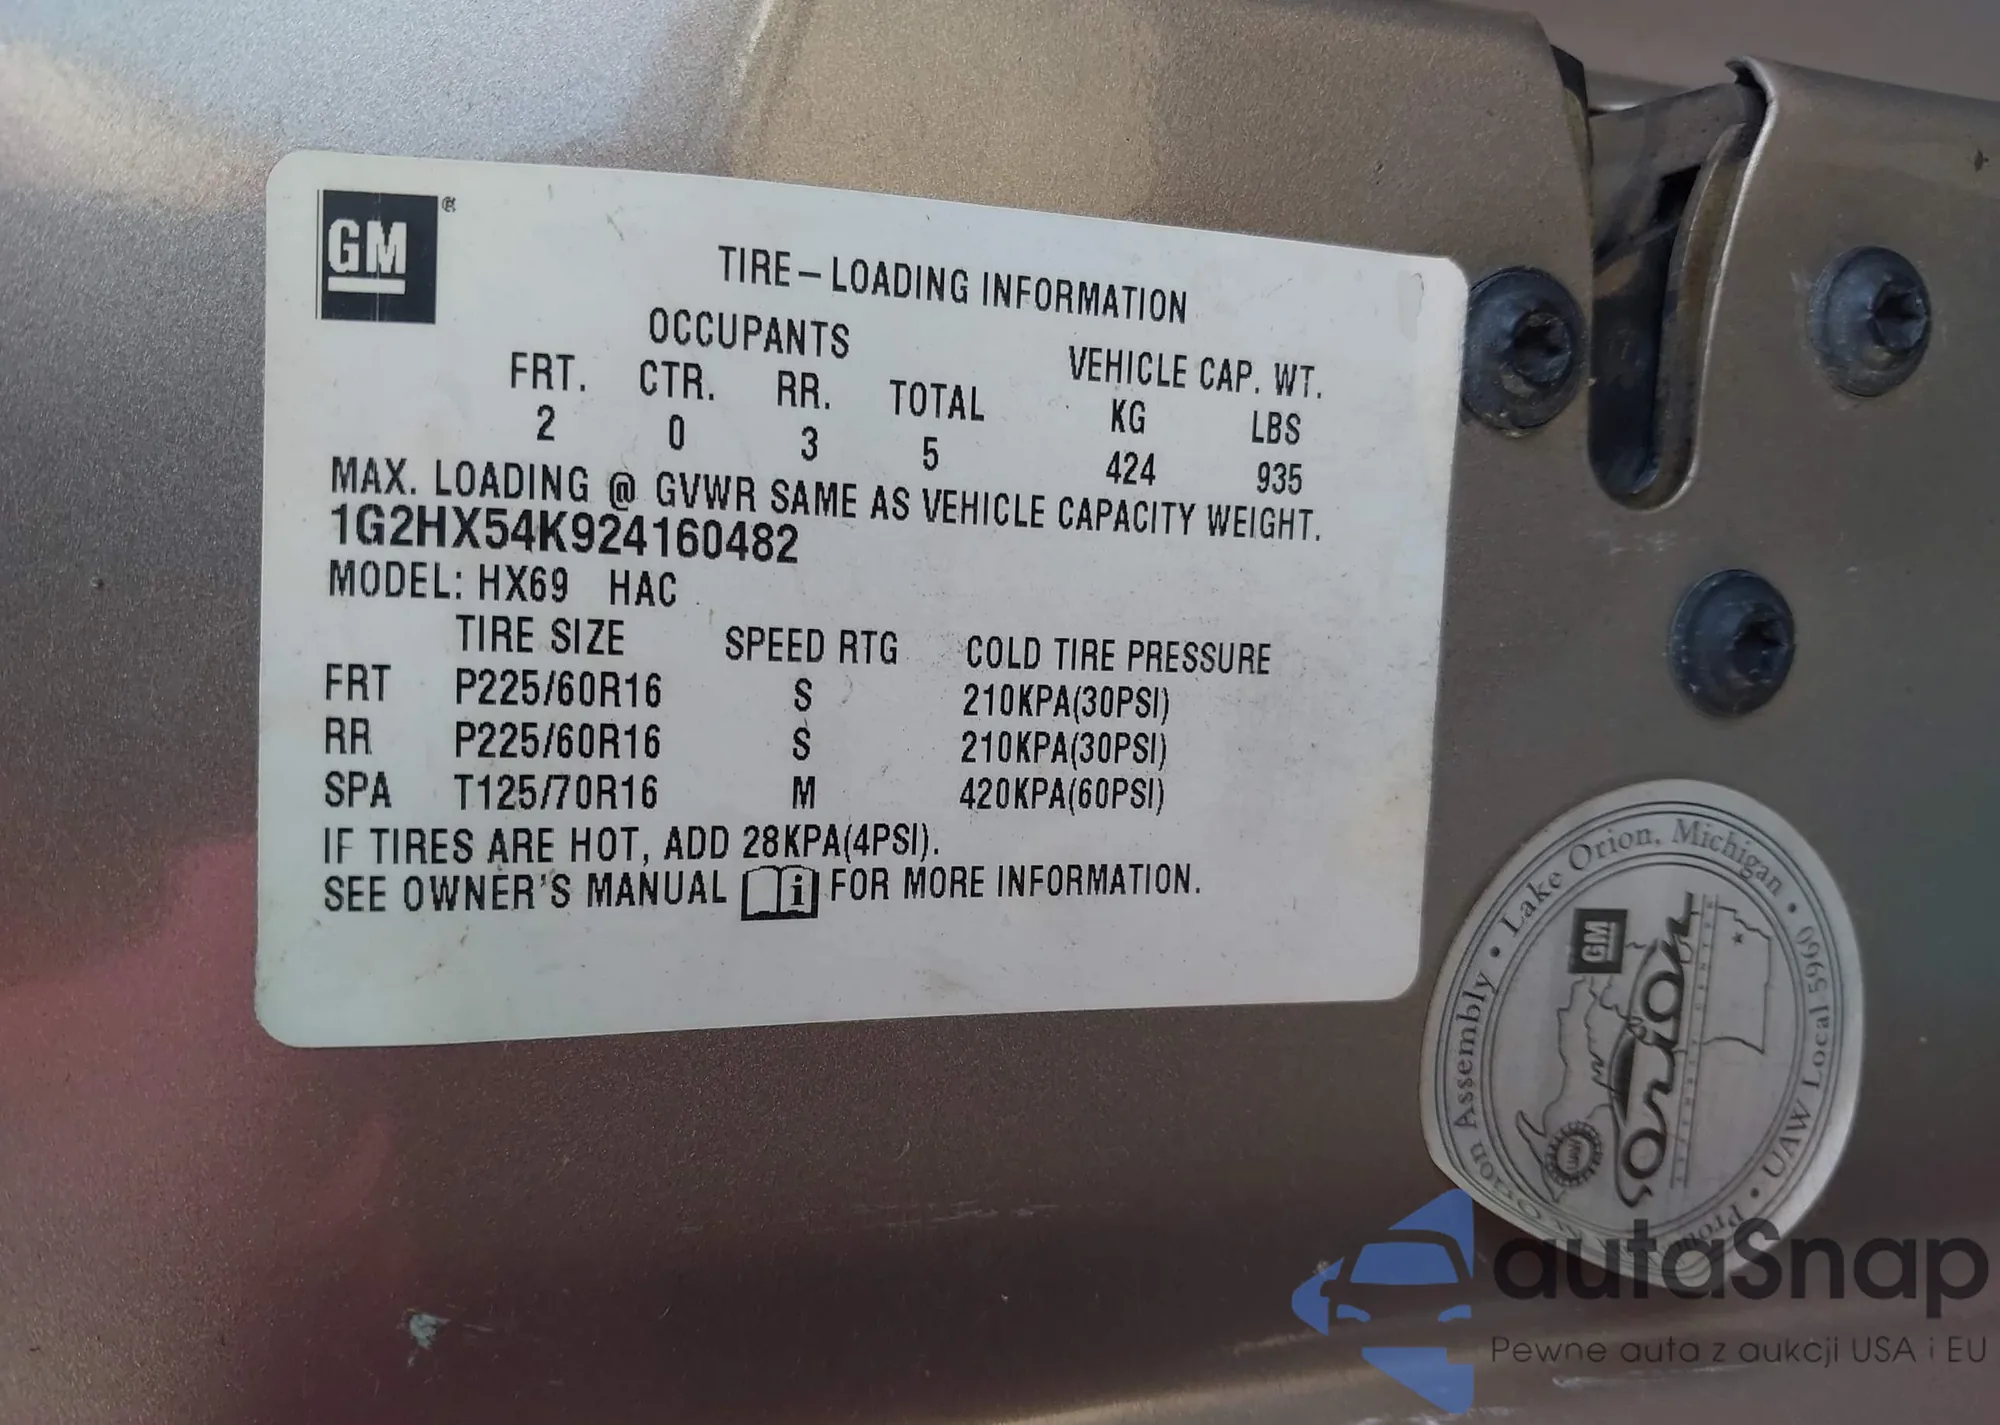 GM®
TIRE–LOADING INFORMATION
OCCUPANTS VEHICLE CAP. WT.
FRT. CTR. RR. TOTAL KG LBS
2 0 3 5 424 935
MAX. LOADING @ GVWR SAME AS VEHICLE CAPACITY WEIGHT.
1G2HX54K924160482
MODEL: HX69 HAC
TIRE SIZE SPEED RTG COLD TIRE PRESSURE
FRT P225/60R16 S 210KPA(30PSI)
RR P225/60R16 S 210KPA(30PSI)
SPA T125/70R16 M 420KPA(60PSI)
IF TIRES ARE HOT, ADD 28KPA(4PSI).
SEE OWNER'S MANUAL i FOR MORE INFORMATION.
Orion Assembly • Lake Orion, Michigan • UAW Local 5960 •
GM
Orion
autaSnap
Pewne auta z aukcji USA i EU